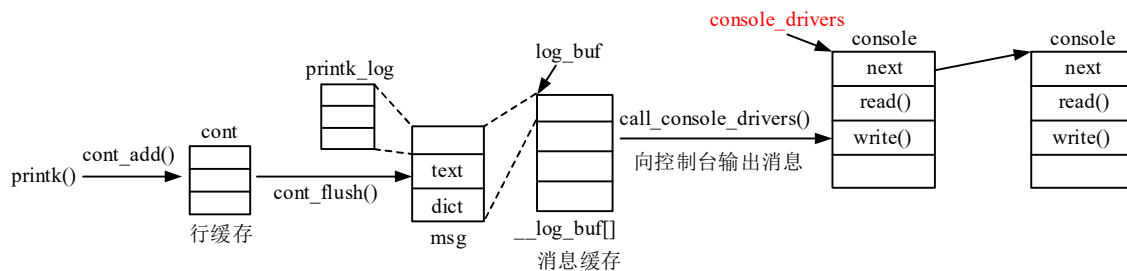 console_drivers
console
console
log_buf
printk_log
next
next
read()
read()
call_console_drivers()
cont
write()
write()
cont_add()
向控制台输出消息
printk()
text
cont_flush()
dict
行缓存
msg
__log_buf[]
消息缓存